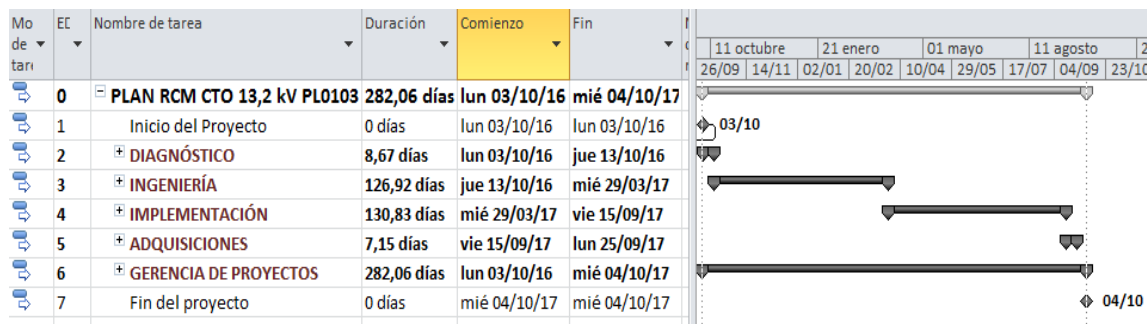 Mo de tare EDT Nombre de tarea Duración Comienzo Fin
11 octubre 21 enero 01 mayo 11 agosto 2
26/09 14/11 02/01 20/02 10/04 29/05 17/07 04/09 23/10
0 PLAN RCM CTO 13,2 kV PL0103 282,06 días lun 03/10/16 mié 04/10/17
1 Inicio del Proyecto 0 días lun 03/10/16 lun 03/10/16 03/10
2 DIAGNÓSTICO 8,67 días lun 03/10/16 jue 13/10/16
3 INGENIERÍA 126,92 días jue 13/10/16 mié 29/03/17
4 IMPLEMENTACIÓN 130,83 días mié 29/03/17 vie 15/09/17
5 ADQUISICIONES 7,15 días vie 15/09/17 lun 25/09/17
6 GERENCIA DE PROYECTOS 282,06 días lun 03/10/16 mié 04/10/17
7 Fin del proyecto 0 días mié 04/10/17 mié 04/10/17 04/10